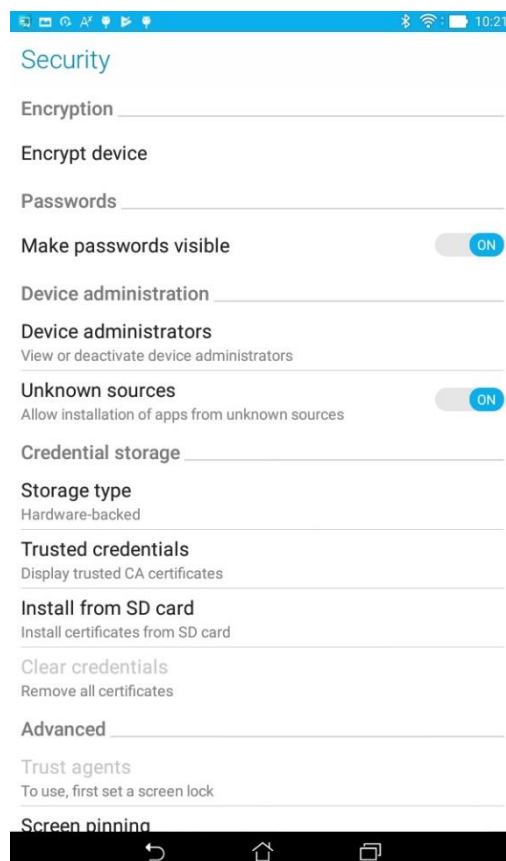 10:21
Security
Encryption
Encrypt device
Passwords
Make passwords visible
ON
Device administration
Device administrators
View or deactivate device administrators
Unknown sources
ON
Allow installation of apps from unknown sources
Credential storage
Storage type
Hardware-backed
Trusted credentials
Display trusted CA certificates
Install from SD card
Install certificates from SD card
Clear credentials
Remove all certificates
Advanced
Trust agents
To use, first set a screen lock
Screen pinning